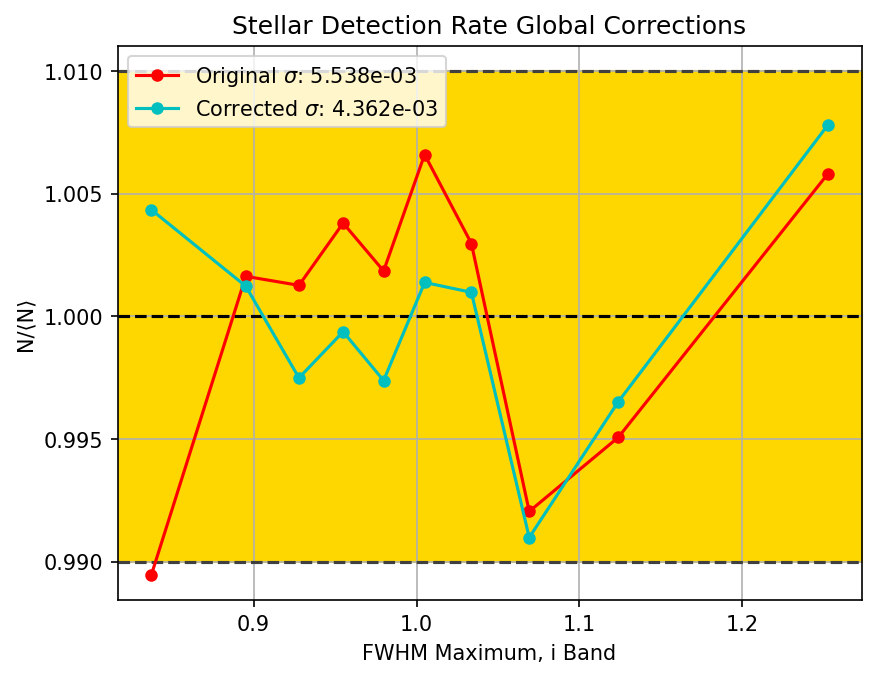 Stellar Detection Rate Global Corrections
Original σ: 5.538e-03
Corrected σ: 4.362e-03
1.010
1.005
1.000
0.995
0.990
N/⟨N⟩
0.9 1.0 1.1 1.2
FWHM Maximum, i Band